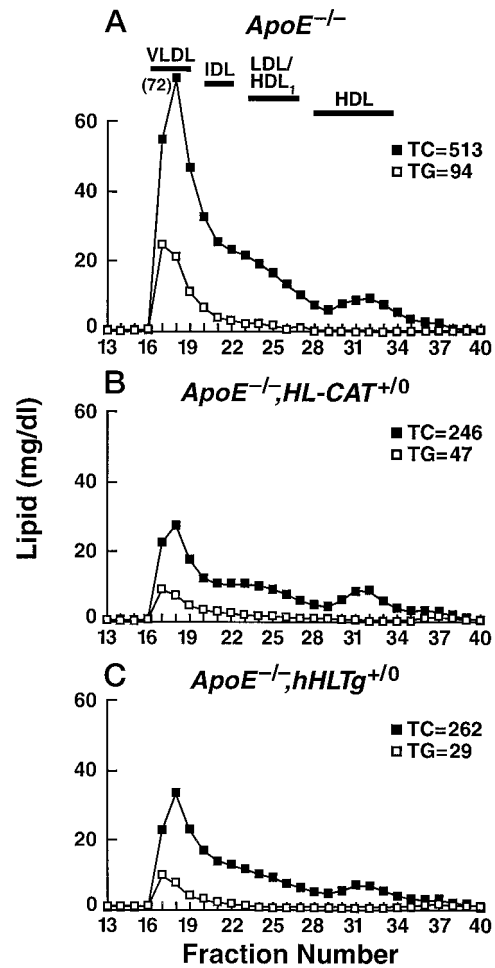 A
ApoE–/–
VLDL
IDL
LDL/
HDL1
HDL
(72)
60
40
20
0
TC=513
TG=94
13 16 19 22 25 28 31 34 37 40
B
ApoE–/–,HL-CAT+/0
60
40
20
0
TC=246
TG=47
13 16 19 22 25 28 31 34 37 40
Lipid (mg/dl)
C
ApoE–/–,hHLTg+/0
60
40
20
0
TC=262
TG=29
13 16 19 22 25 28 31 34 37 40
Fraction Number